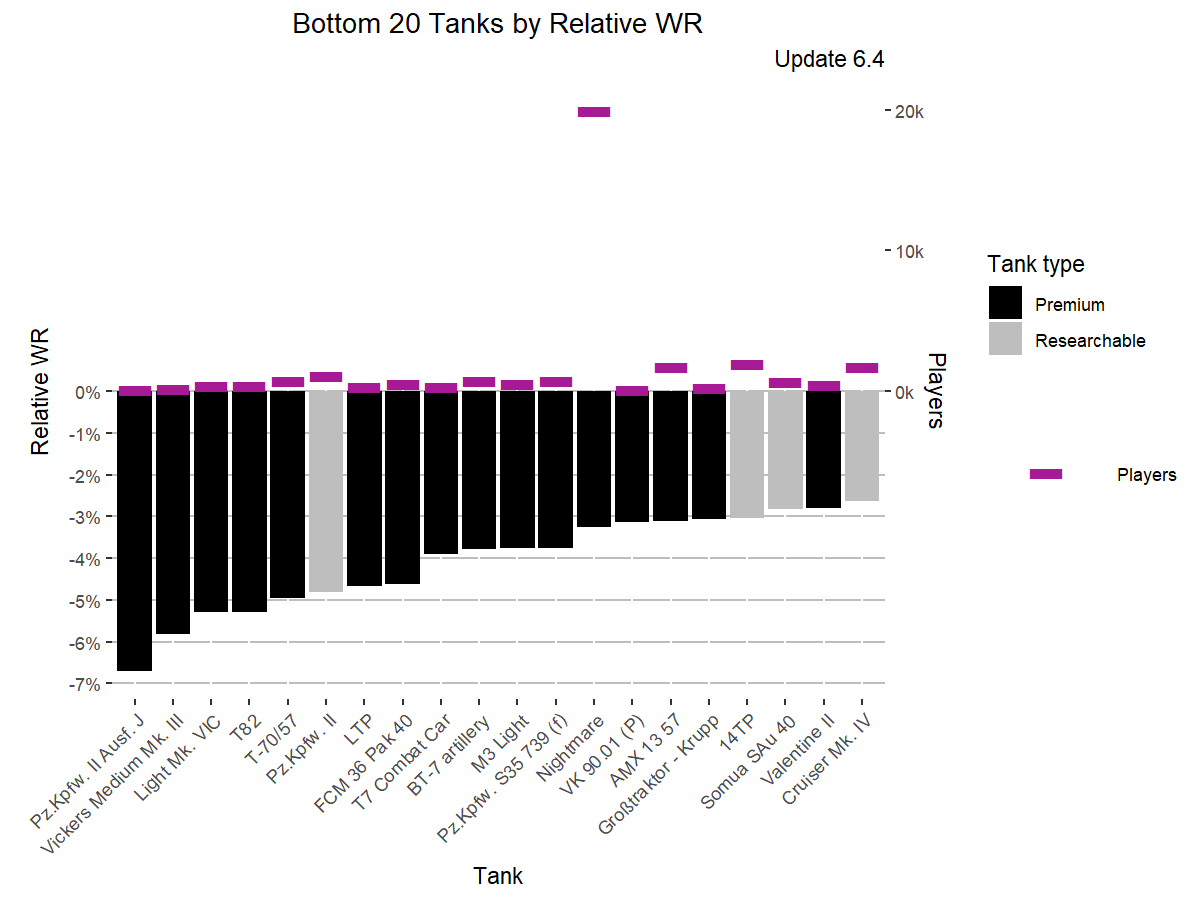 Bottom 20 Tanks by Relative WR
Update 6.4
Relative WR
0%
-1%
-2%
-3%
-4%
-5%
-6%
-7%
20k
10k
0k
Players
Pz.Kpfw. II Ausf. J
Vickers Medium Mk. III
Light Mk. VIC
T82
T-70/57
Pz.Kpfw. II
LTP
FCM 36 Pak 40
T7 Combat Car
BT-7 artillery
M3 Light
Pz.Kpfw. S35 739 (f)
Nightmare
VK 90.01 (P)
AMX 13 57
Großtraktor - Krupp
14TP
Somua SAu 40
Valentine II
Cruiser Mk. IV
Tank
Tank type
Premium
Researchable
Players